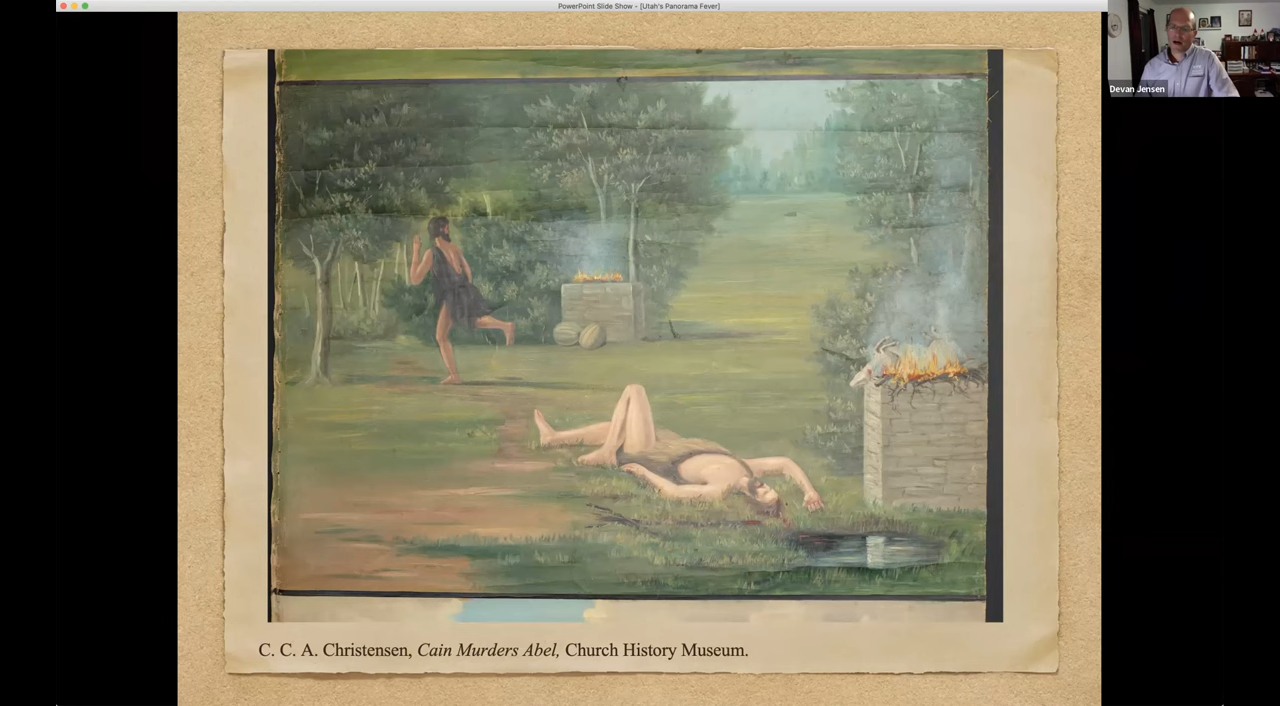 PowerPoint Slide Show - [Utah's Panorama Fever]
Devan Jensen
C. C. A. Christensen, Cain Murders Abel, Church History Museum.